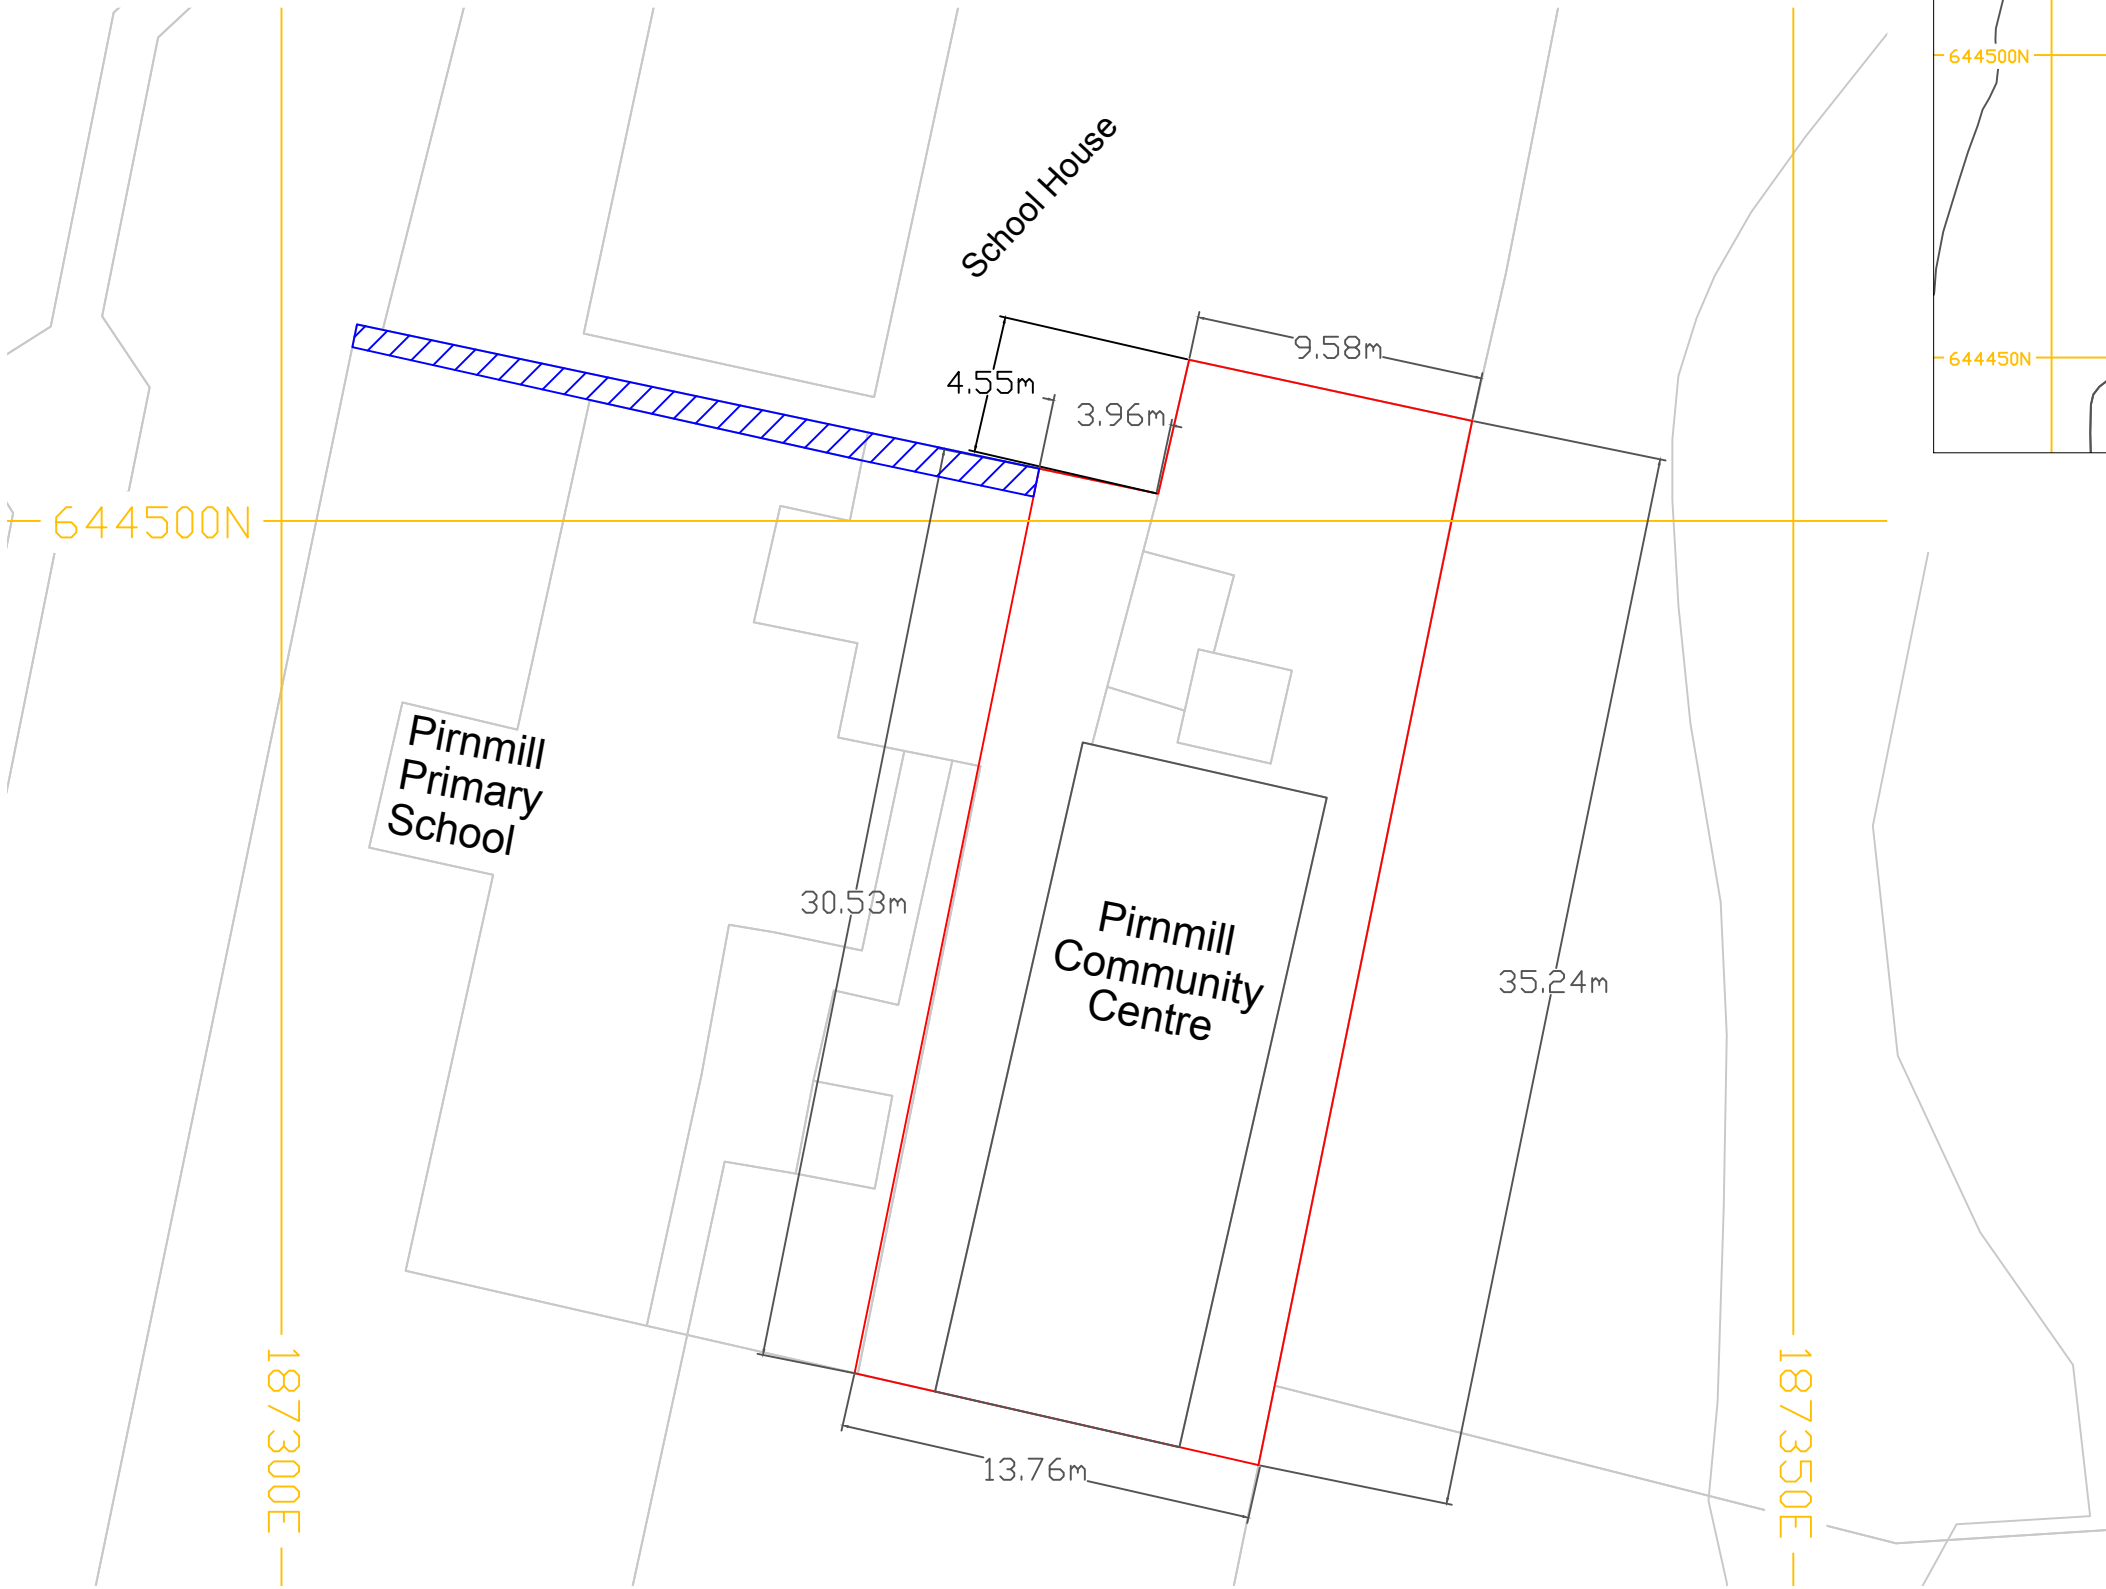 644500N
644450N
School House
9.58m
4.55m
3.96m
644500N
Pirnmill
Primary
School
30.53m
Pirnmill
Community
Centre
35.24m
13.76m
187300E
187350E